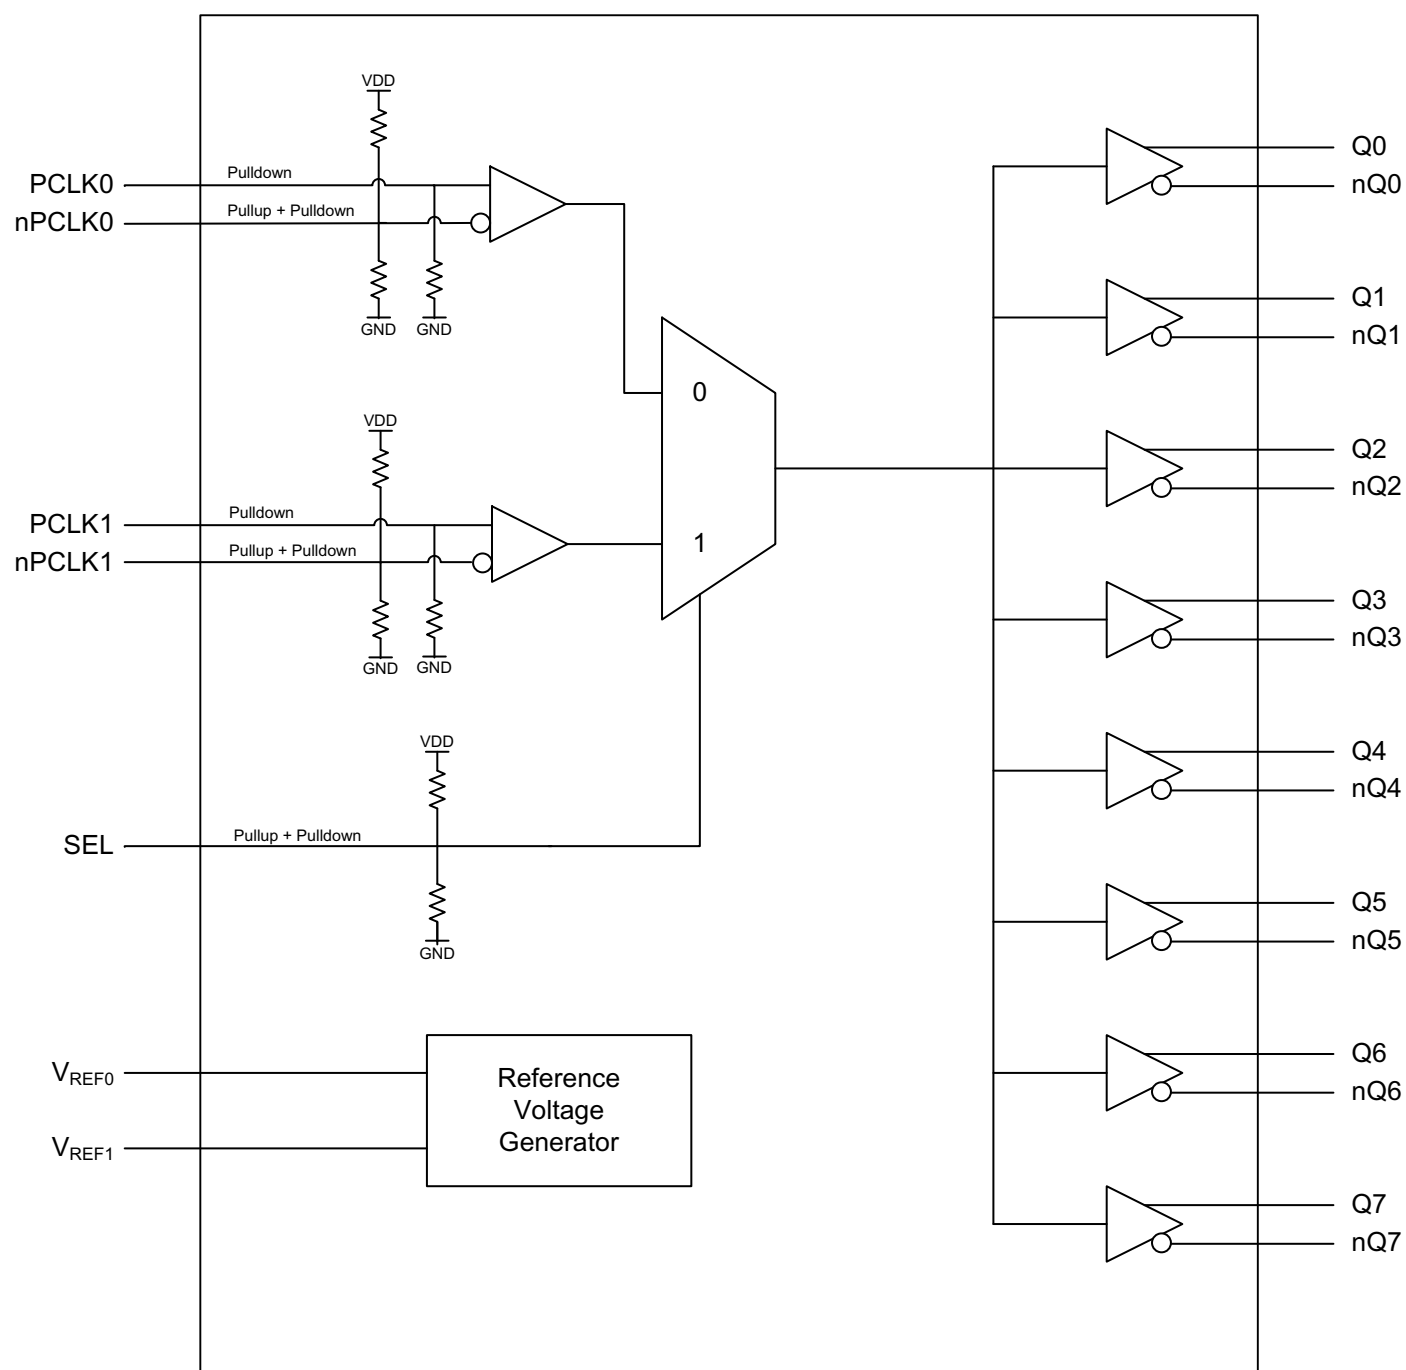 VDD
PCLK0
Pulldown
nPCLK0
Pullup + Pulldown
GND
GND
VDD
PCLK1
Pulldown
nPCLK1
Pullup + Pulldown
GND
GND
0
1
VDD
SEL
Pullup + Pulldown
GND
VREF0
VREF1
Reference
Voltage
Generator
Q0
nQ0
Q1
nQ1
Q2
nQ2
Q3
nQ3
Q4
nQ4
Q5
nQ5
Q6
nQ6
Q7
nQ7